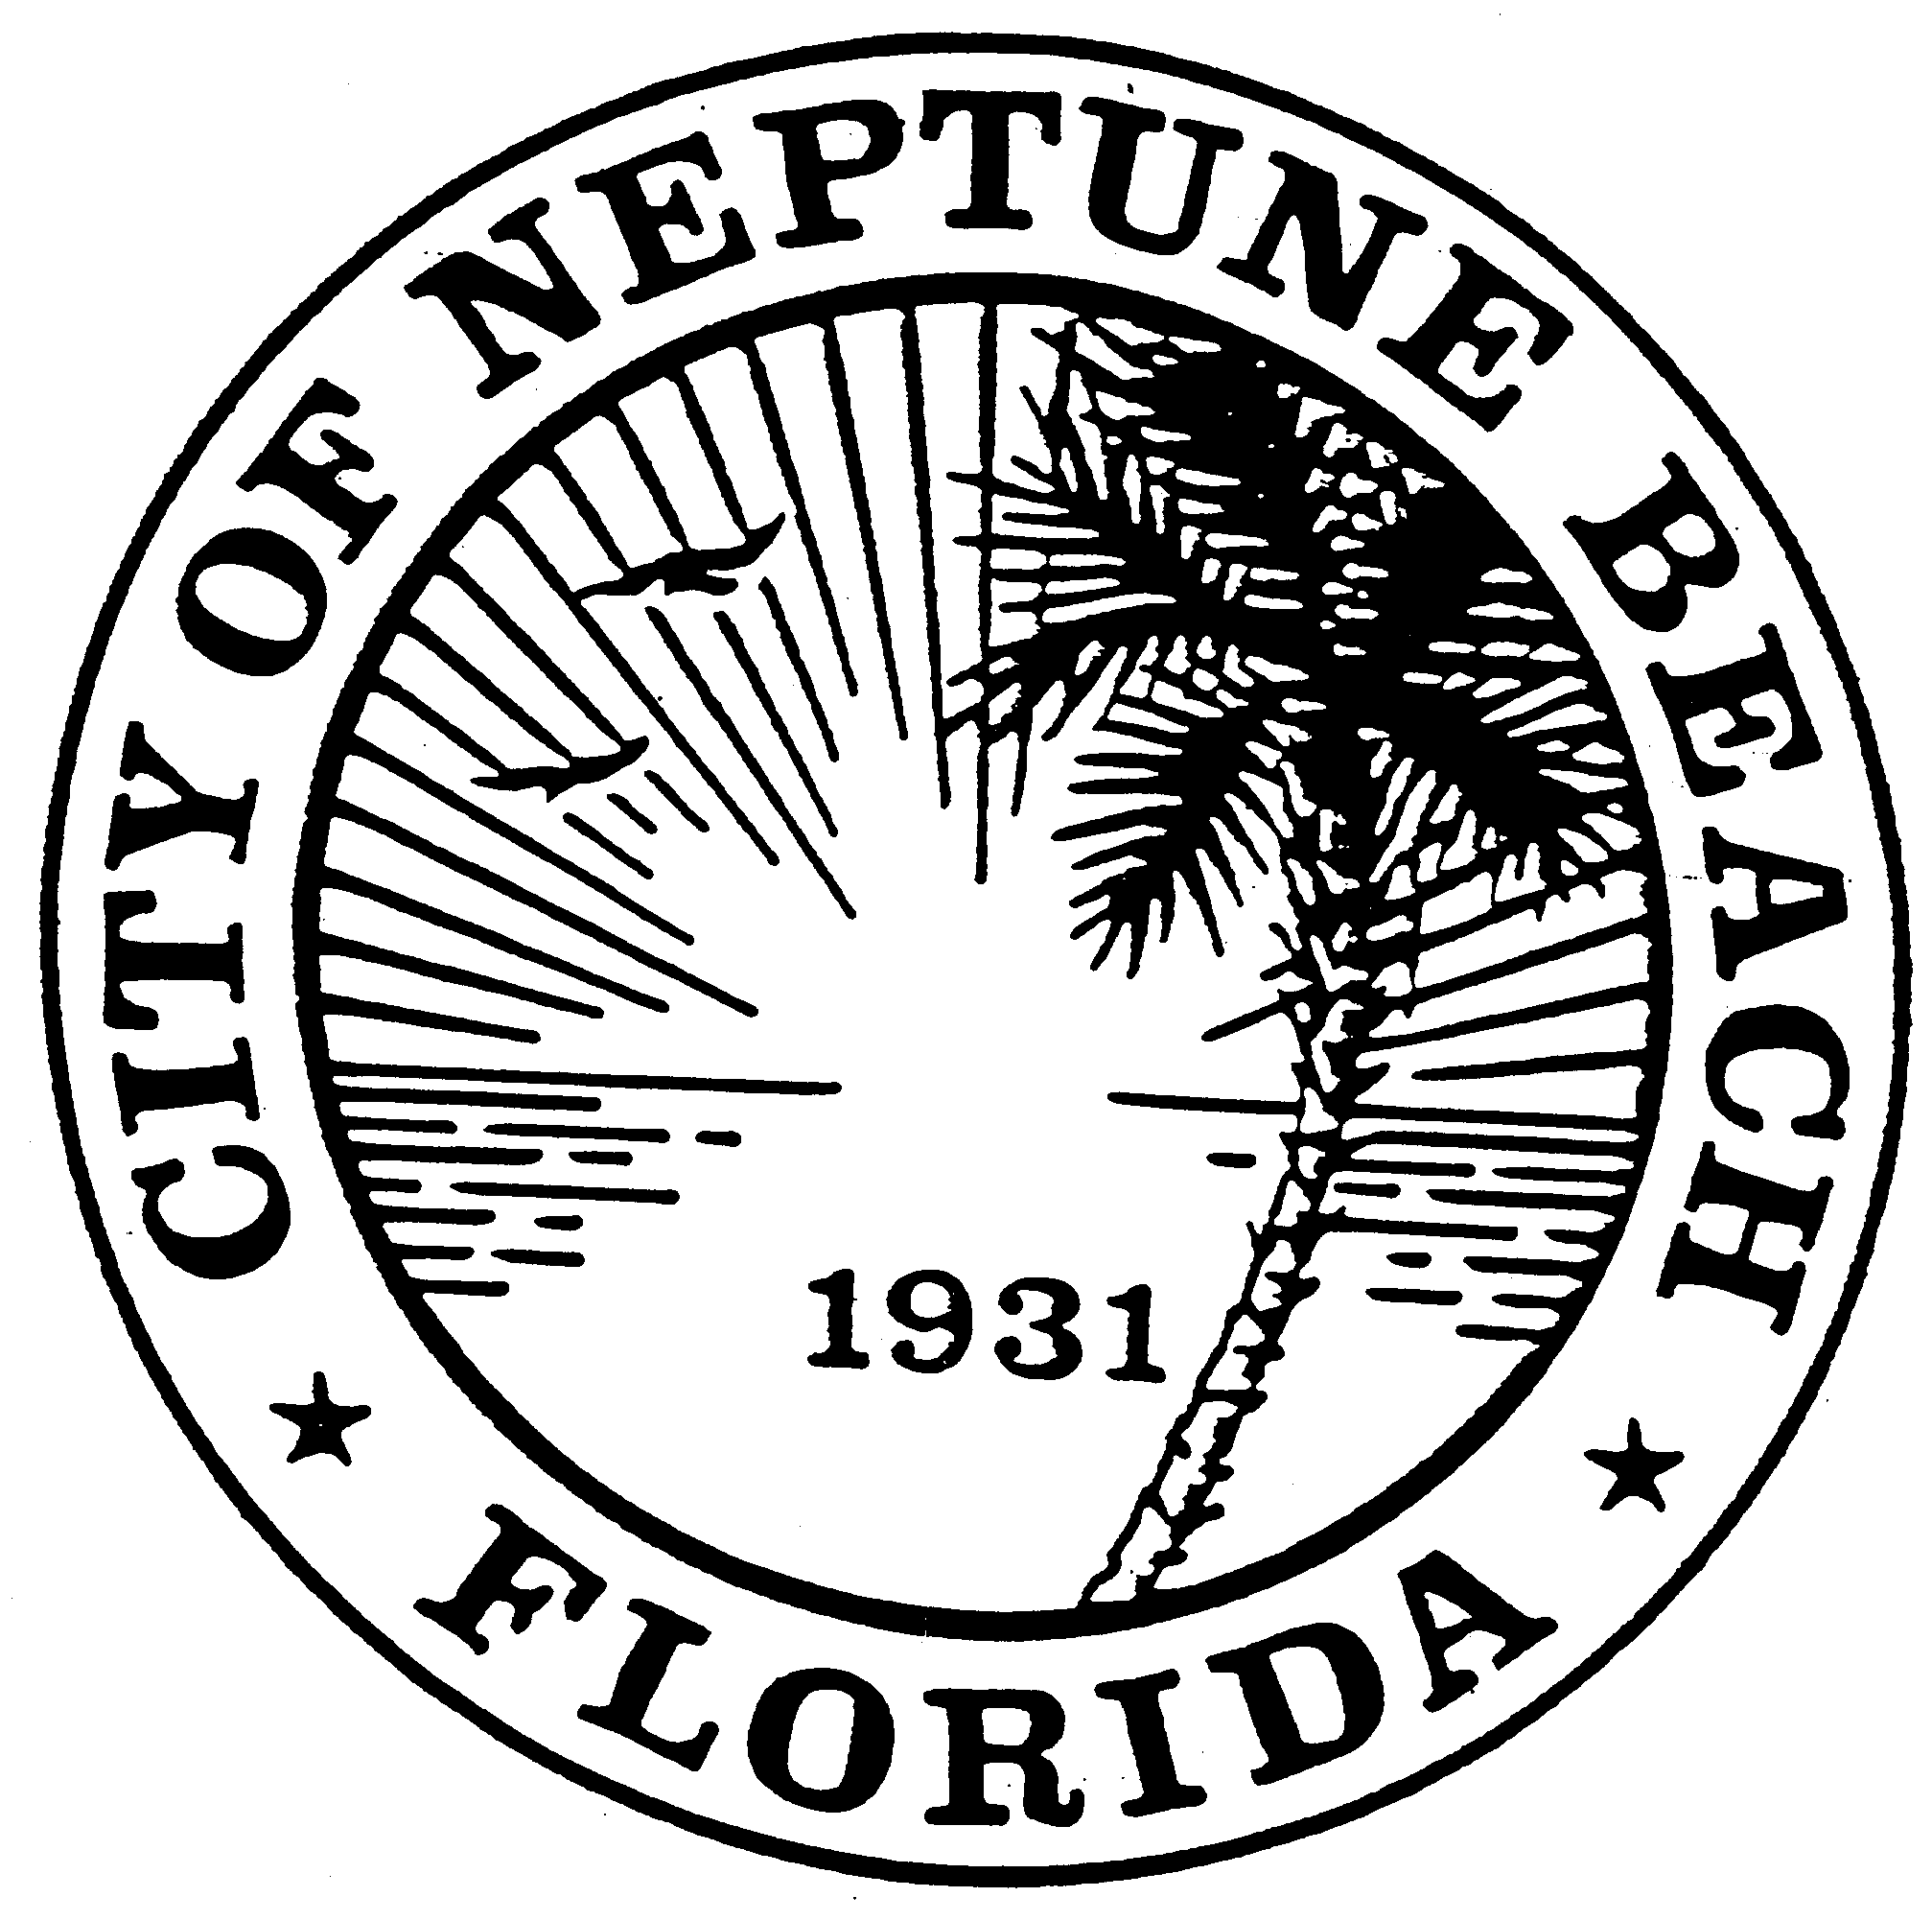 CITY OF NEPTUNE BEACH
1931
FLORIDA